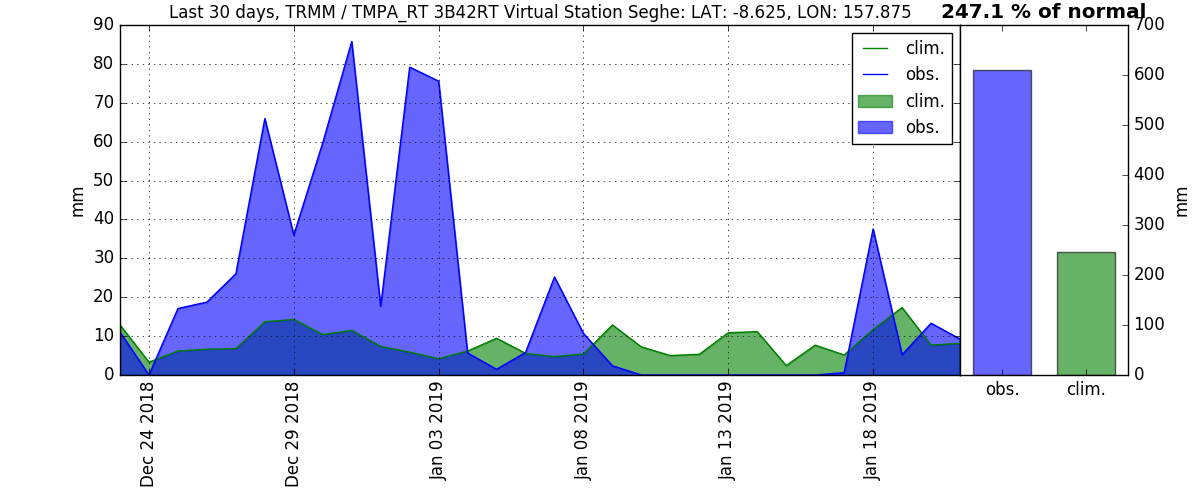 Last 30 days, TRMM / TMPA_RT 3B42RT Virtual Station Seghe: LAT: -8.625, LON: 157.875
247.1 % of normal
90
80
70
60
50
40
30
20
10
0
mm
clim.
obs.
clim.
obs.
Dec 24 2018
Dec 29 2018
Jan 03 2019
Jan 08 2019
Jan 13 2019
Jan 18 2019
obs.
clim.
700
600
500
400
300
200
100
0
mm